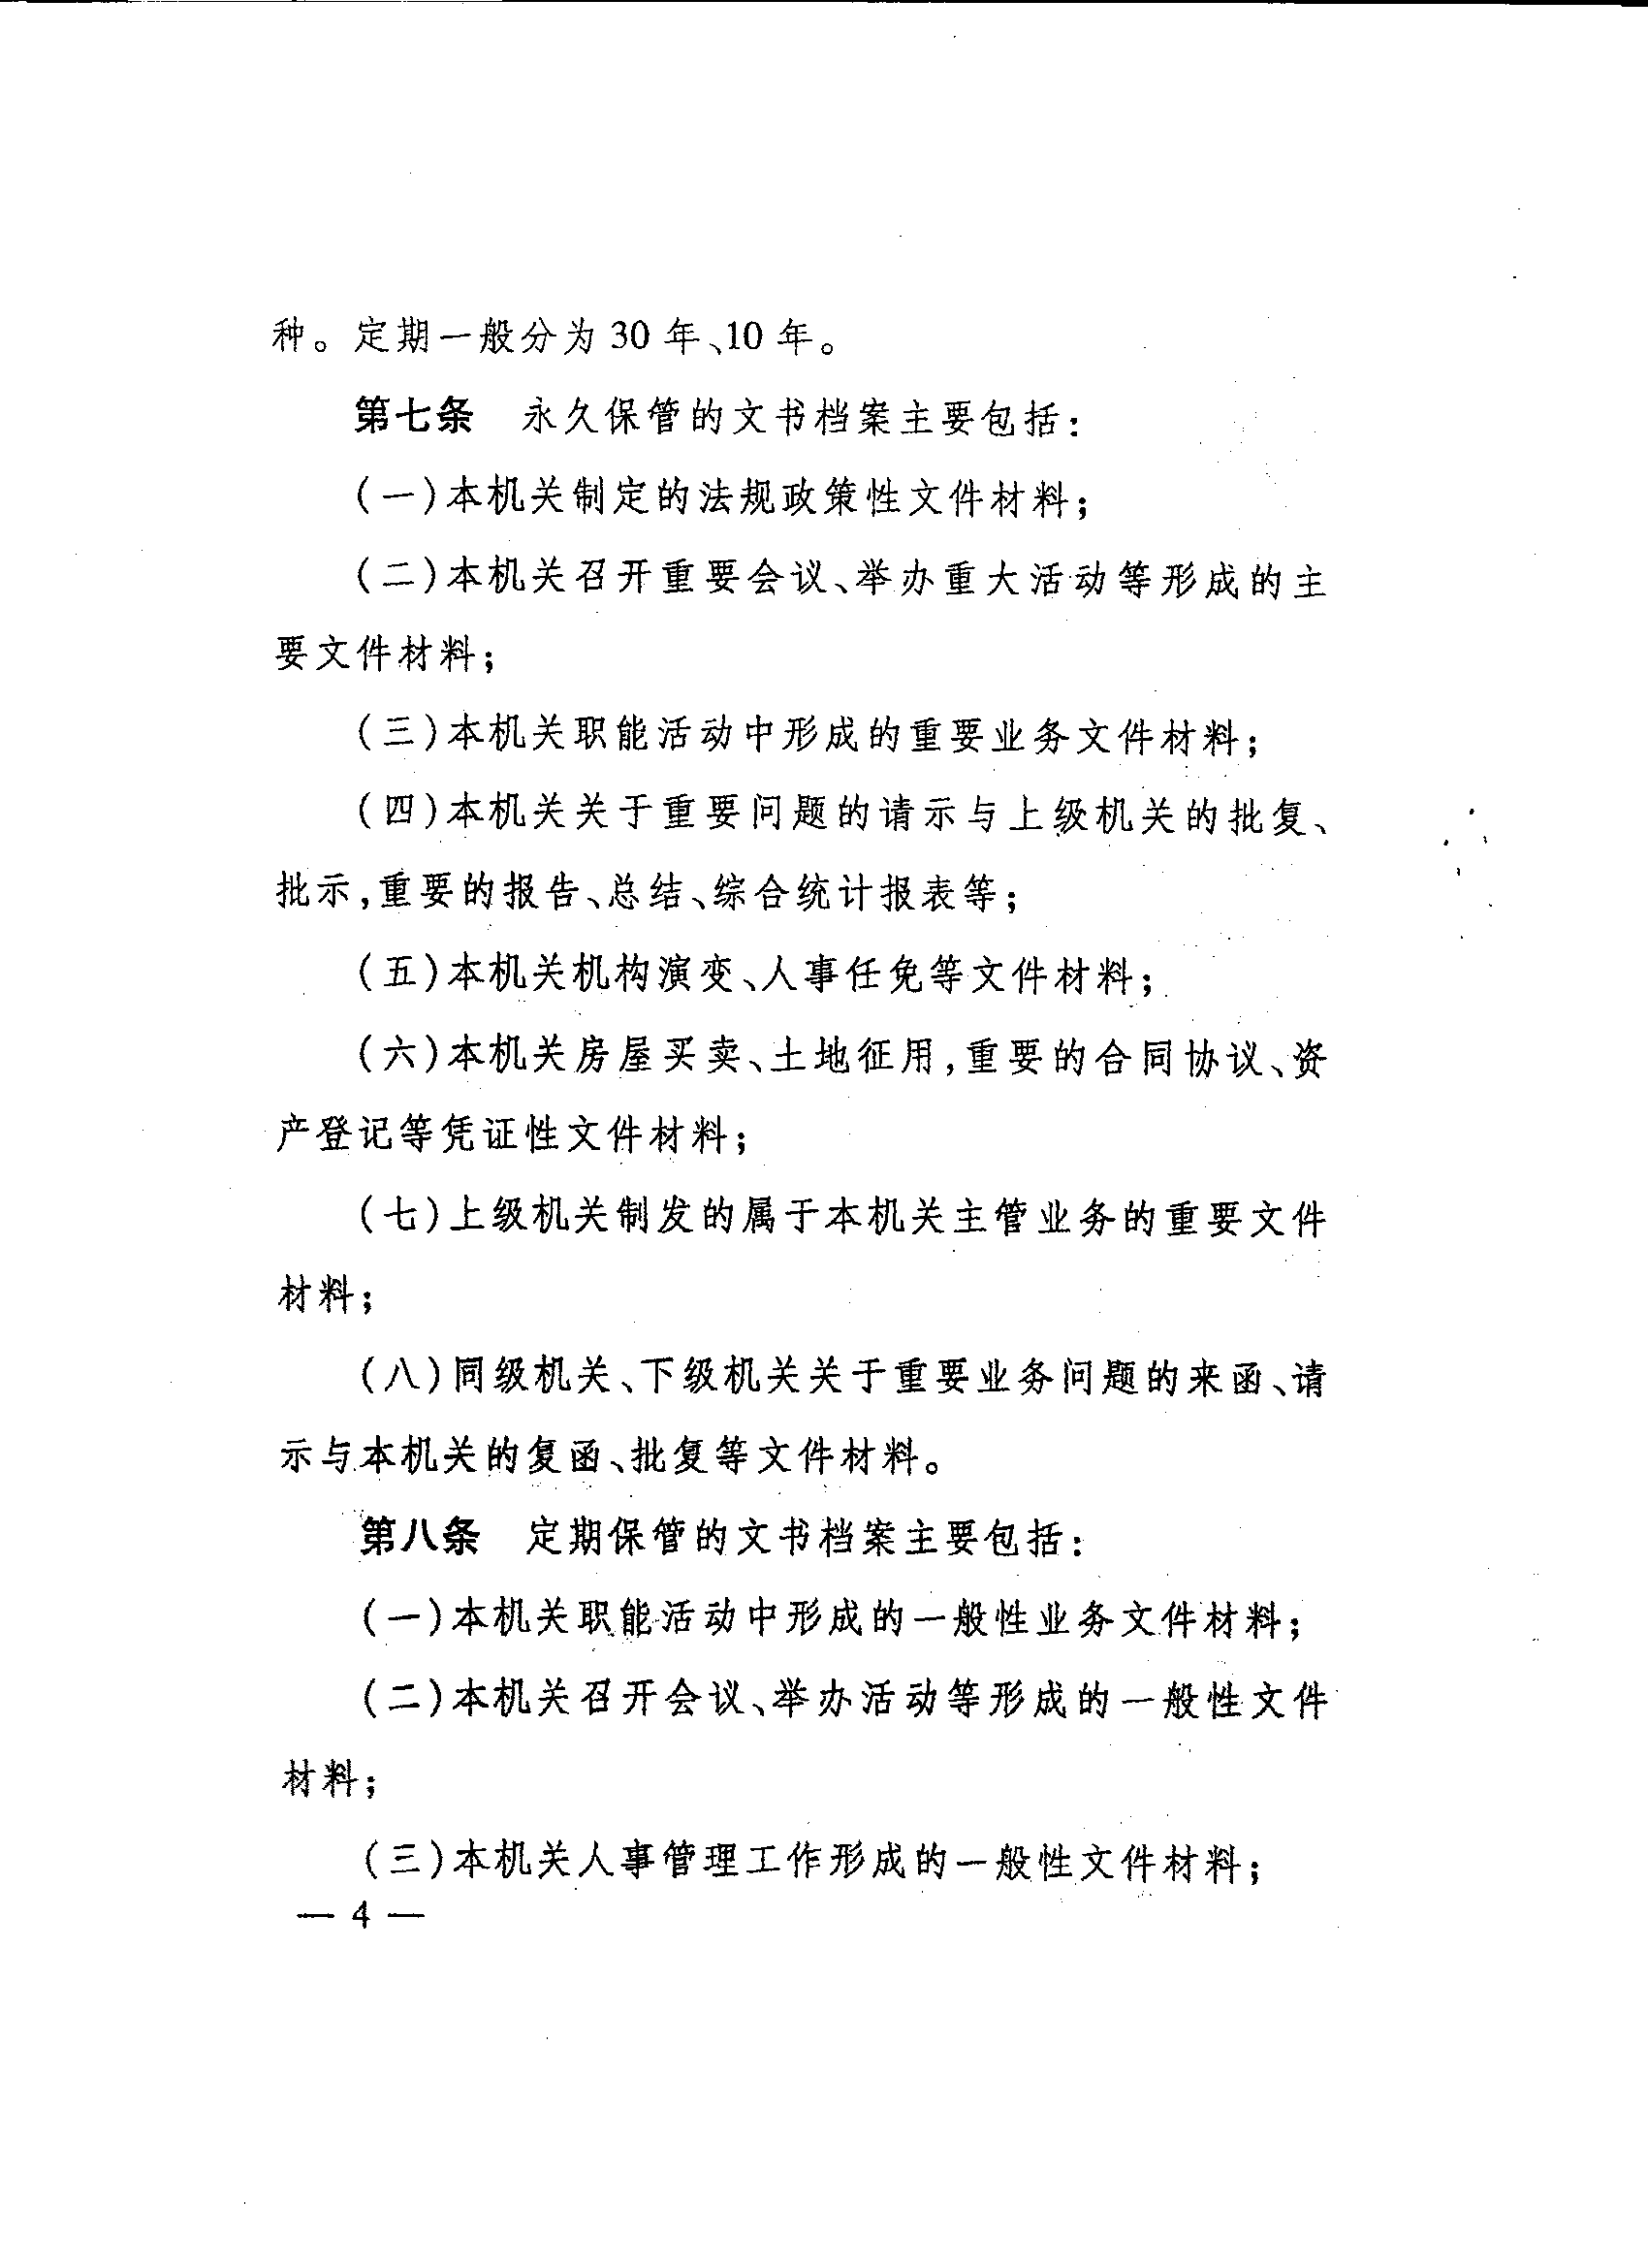 种。定期一般分为 30 年、10 年。
第七条　永久保管的文书档案主要包括:
(一)本机关制定的法规政策性文件材料;
(二)本机关召开重要会议、举办重大活动等形成的主
要文件材料;
(三)本机关职能活动中形成的重要业务文件材料;
(四)本机关关于重要问题的请示与上级机关的批复、
批示,重要的报告、总结、综合统计报表等;
(五)本机关机构演变、人事任免等文件材料;
(六)本机关房屋买卖、土地征用,重要的合同协议、资
产登记等凭证性文件材料;
(七)上级机关制发的属于本机关主管业务的重要文件
材料;
(八)同级机关、下级机关关于重要业务问题的来函、请
示与本机关的复函、批复等文件材料。
第八条　定期保管的文书档案主要包括:
(一)本机关职能活动中形成的一般性业务文件材料;
(二)本机关召开会议、举办活动等形成的一般性文件
材料;
(三)本机关人事管理工作形成的一般性文件材料;
— 4 —